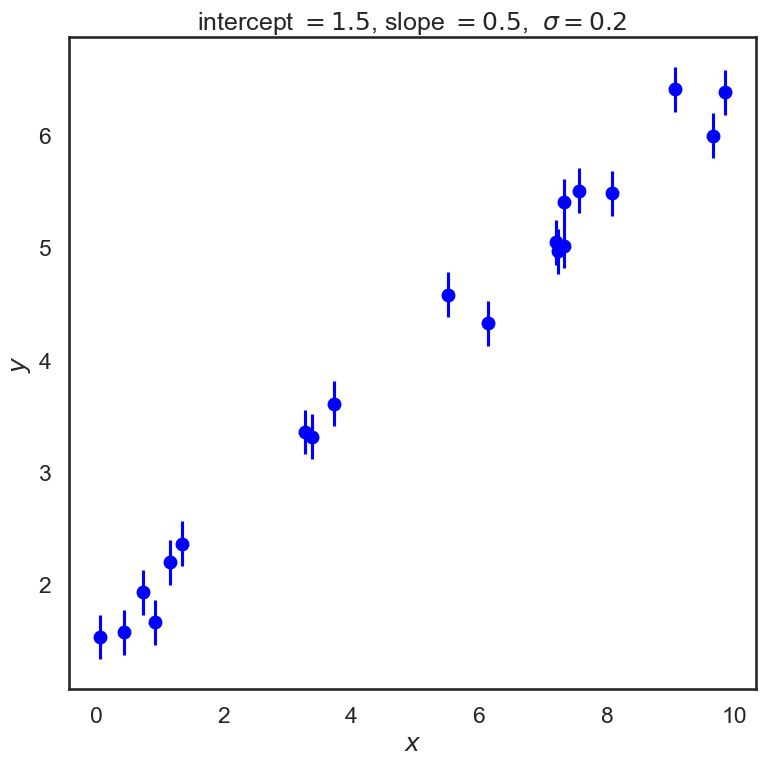 intercept = 1.5, slope = 0.5, σ = 0.2
6
5
4
3
2
y
0 2 4 6 8 10
x